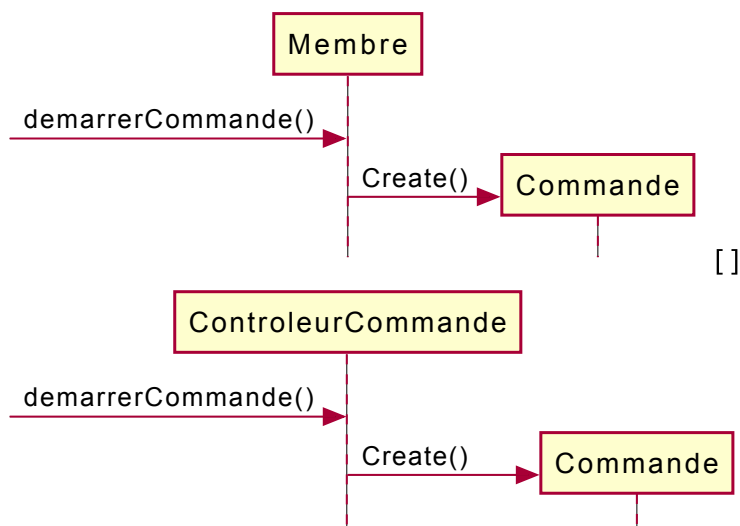 Membre
demarrerCommande()
Create()
Commande
[ ]
ControleurCommande
demarrerCommande()
Create()
Commande